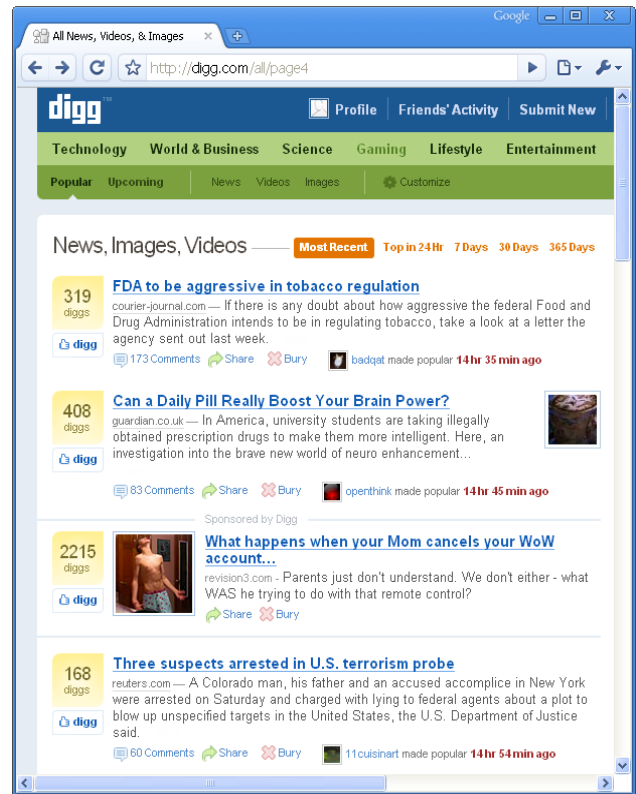 Google
All News, Videos, & Images
http://digg.com/all/page4
digg™
Profile Friends' Activity Submit New
Technology World & Business Science Gaming Lifestyle Entertainment
Popular Upcoming News Videos Images Customize
News, Images, Videos Most Recent Top in 24 Hr 7 Days 30 Days 365 Days
319
diggs
digg
FDA to be aggressive in tobacco regulation
courier-journal.com — If there is any doubt about how aggressive the federal Food and
Drug Administration intends to be in regulating tobacco, take a look at a letter the
agency sent out last week.
173 Comments Share Bury badqat made popular 14 hr 35 min ago
408
diggs
digg
Can a Daily Pill Really Boost Your Brain Power?
guardian.co.uk — In America, university students are taking illegally
obtained prescription drugs to make them more intelligent. Here, an
investigation into the brave new world of neuro enhancement...
83 Comments Share Bury openthink made popular 14 hr 45 min ago
Sponsored by Digg
2215
diggs
digg
What happens when your Mom cancels your WoW
account...
revision3.com - Parents just don't understand. We don't either - what
WAS he trying to do with that remote control?
Share Bury
168
diggs
digg
Three suspects arrested in U.S. terrorism probe
reuters.com — A Colorado man, his father and an accused accomplice in New York
were arrested on Saturday and charged with lying to federal agents about a plot to
blow up unspecified targets in the United States, the U.S. Department of Justice
said.
60 Comments Share Bury 11cuisinart made popular 14 hr 54 min ago